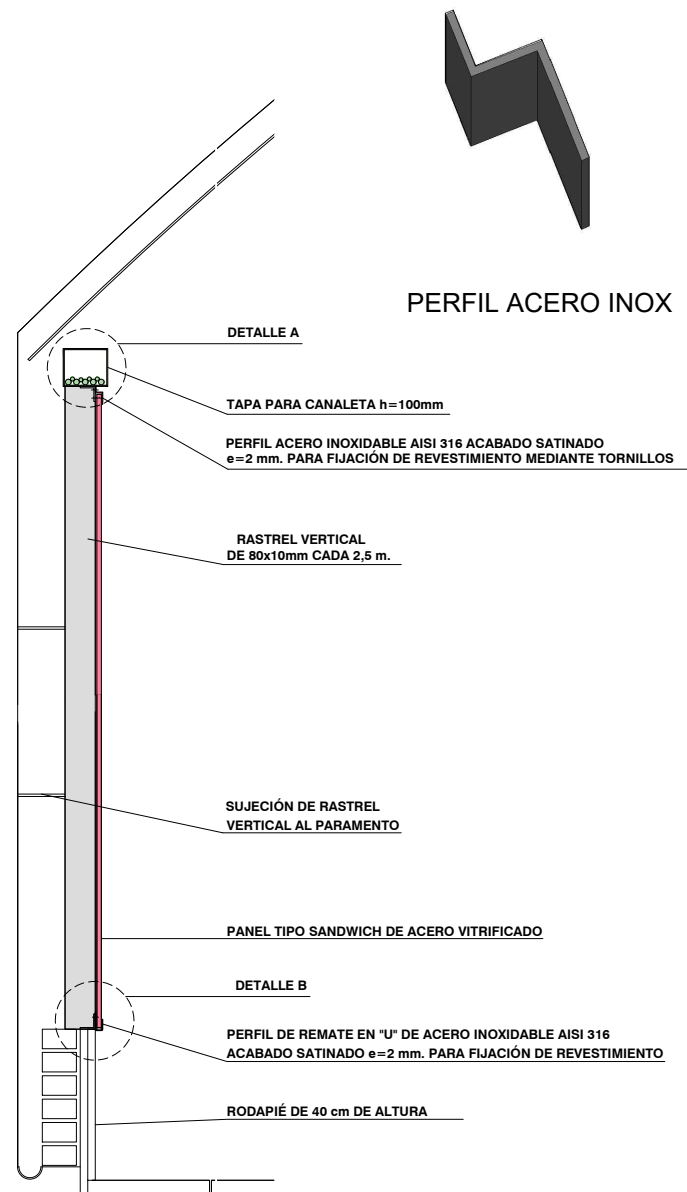 PERFIL ACERO INOX
DETALLE A
TAPA PARA CANALETA h=100mm
PERFIL ACERO INOXIDABLE AISI 316 ACABADO SATINADO
e=2 mm. PARA FIJACIÓN DE REVESTIMIENTO MEDIANTE TORNILLOS
RASTREL VERTICAL
DE 80x10mm CADA 2,5 m.
SUJECIÓN DE RASTREL
VERTICAL AL PARAMENTO
PANEL TIPO SANDWICH DE ACERO VITRIFICADO
DETALLE B
PERFIL DE REMATE EN "U" DE ACERO INOXIDABLE AISI 316
ACABADO SATINADO e=2 mm. PARA FIJACIÓN DE REVESTIMIENTO
RODAPIÉ DE 40 cm DE ALTURA